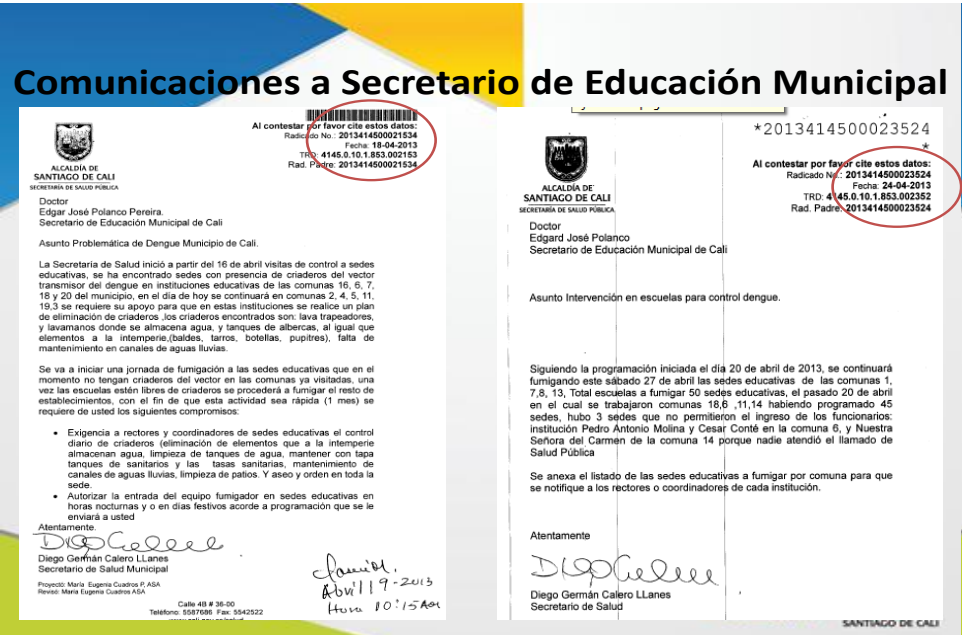 Comunicaciones a Secretario de Educación Municipal
Al contestar por favor cite estos datos:
Radicado No.: 2013414500021534
Fecha: 18-04-2013
TRD: 4145.0.10.1.853.002153
Rad. Padre: 2013414500021534
ALCALDÍA DE
SANTIAGO DE CALI
SECRETARÍA DE SALUD PÚBLICA
Doctor
Edgar José Polanco Pereira.
Secretario de Educación Municipal de Cali
Asunto Problemática de Dengue Municipio de Cali.
La Secretaria de Salud inició a partir del 16 de abril visitas de control a sedes
educativas, se ha encontrado sedes con presencia de criaderos del vector
transmisor del dengue en instituciones educativas de las comunas 16, 6, 7,
18 y 20 del municipio, en el día de hoy se continuará en comunas 2, 4, 5, 11,
19,3 se requiere su apoyo para que en estas instituciones se realice un plan
de eliminación de criaderos ,los criaderos encontrados son: lava trapeadores,
y lavamanos donde se almacena agua, y tanques de albercas, al igual que
elementos a la intemperie,(baldes, tarros, botellas, pupitres), falta de
mantenimiento en canales de aguas lluvias.
Se va a iniciar una jornada de fumigación a las sedes educativas que en el
momento no tengan criaderos del vector en las comunas ya visitadas, una
vez las escuelas estén libres de criaderos se procederá a fumigar el resto de
establecimientos, con el fin de que esta actividad sea rápida (1 mes) se
requiere de usted los siguientes compromisos:
• Exigencia a rectores y coordinadores de sedes educativas el control
diario de criaderos (eliminación de elementos que a la intemperie
almacenan agua, limpieza de tanques de agua, mantener con tapa
tanques de sanitarios y las tasas sanitarias, mantenimiento de
canales de aguas lluvias, limpieza de patios. Y aseo y orden en toda la
sede.
• Autorizar la entrada del equipo fumigador en sedes educativas en
horas nocturnas y o en días festivos acorde a programación que se le
enviará a usted
Atentamente.
Diego Germán Calero LLanes
Secretario de Salud Municipal
Proyectó: María Eugenia Cuadros P, ASA
Revisó: María Eugenia Cuadros ASA
Abril 19-2013
Hora 10:15 AM
Calle 4B # 36-00
Teléfono: 5587686 Fax: 5542522
*2013414500023524
*
Al contestar por favor cite estos datos:
Radicado No.: 2013414500023524
Fecha: 24-04-2013
TRD: 4145.0.10.1.853.002352
Rad. Padre: 2013414500023524
ALCALDÍA DE
SANTIAGO DE CALI
SECRETARÍA DE SALUD PÚBLICA
Doctor
Edgard José Polanco
Secretario de Educación Municipal de Cali
Asunto Intervención en escuelas para control dengue.
Siguiendo la programación iniciada el día 20 de abril de 2013, se continuará
fumigando este sábado 27 de abril las sedes educativas de las comunas 1,
7,8, 13, Total escuelas a fumigar 50 sedes educativas, el pasado 20 de abril
en el cual se trabajaron comunas 18,6 ,11,14 habiendo programado 45
sedes, hubo 3 sedes que no permitieron el ingreso de los funcionarios:
institución Pedro Antonio Molina y Cesar Conté en la comuna 6, y Nuestra
Señora del Carmen de la comuna 14 porque nadie atendió el llamado de
Salud Pública
Se anexa el listado de las sedes educativas a fumigar por comuna para que
se notifique a los rectores o coordinadores de cada institución.
Atentamente
Diego Germán Calero LLanes
Secretario de Salud
SANTIAGO DE CALI